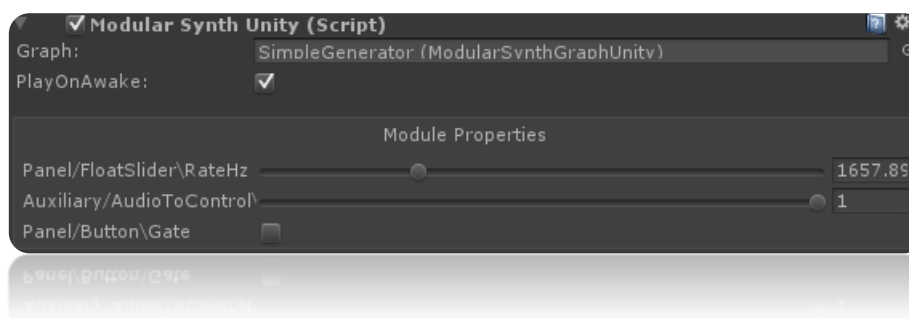 Modular Synth Unity (Script)
Graph: SimpleGenerator (ModularSynthGraphUnity)
PlayOnAwake:
Module Properties
Panel/FloatSlider\RateHz 1657.89
Auxiliary/AudioToControl\ 1
Panel/Button\Gate